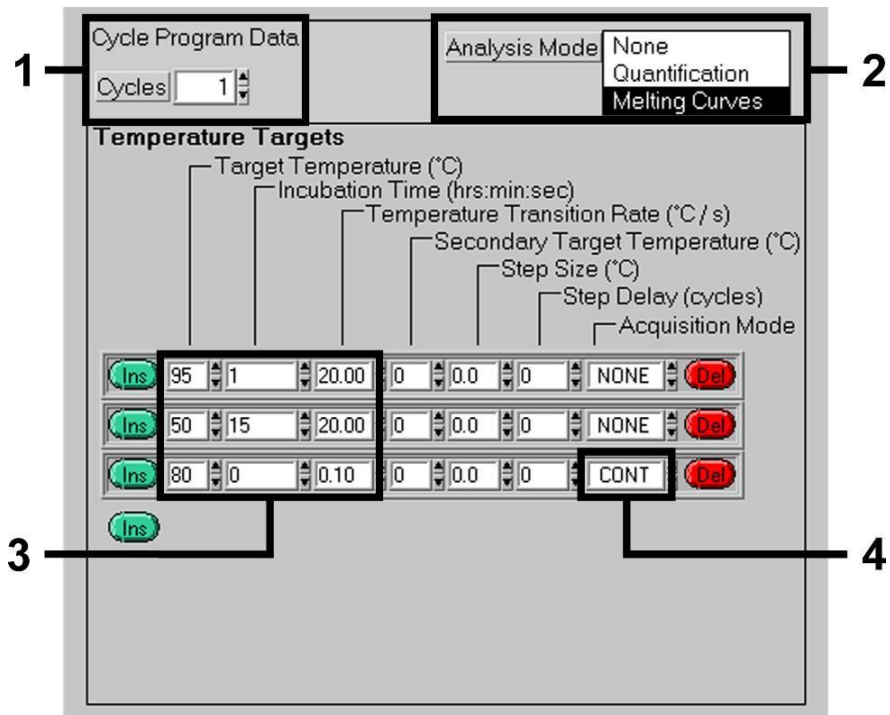 Cycle Program Data
Cycles 1
Analysis Mode None
Quantification
Melting Curves
1
2
Temperature Targets
Target Temperature (°C)
Incubation Time (hrs:min:sec)
Temperature Transition Rate (°C / s)
Secondary Target Temperature (°C)
Step Size (°C)
Step Delay (cycles)
Acquisition Mode
Ins 95 1 20.00 0 0.0 0 NONE Del
Ins 50 15 20.00 0 0.0 0 NONE Del
Ins 80 0 0.10 0 0.0 0 CONT Del
Ins
3
4